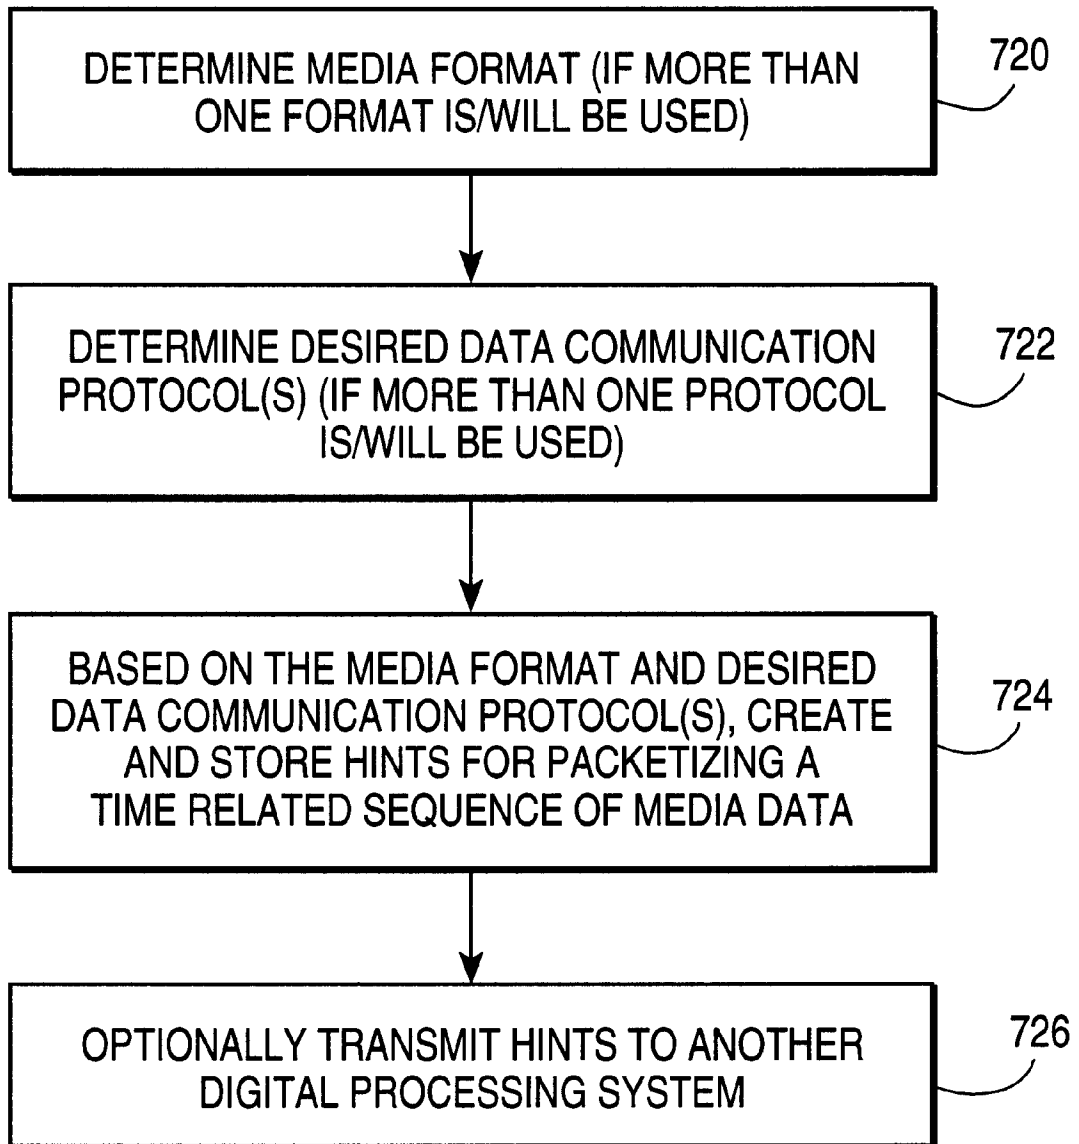 DETERMINE MEDIA FORMAT (IF MORE THAN
ONE FORMAT IS/WILL BE USED)
720
DETERMINE DESIRED DATA COMMUNICATION
PROTOCOL(S) (IF MORE THAN ONE PROTOCOL
IS/WILL BE USED)
722
BASED ON THE MEDIA FORMAT AND DESIRED
DATA COMMUNICATION PROTOCOL(S), CREATE
AND STORE HINTS FOR PACKETIZING A
TIME RELATED SEQUENCE OF MEDIA DATA
724
OPTIONALLY TRANSMIT HINTS TO ANOTHER
DIGITAL PROCESSING SYSTEM
726